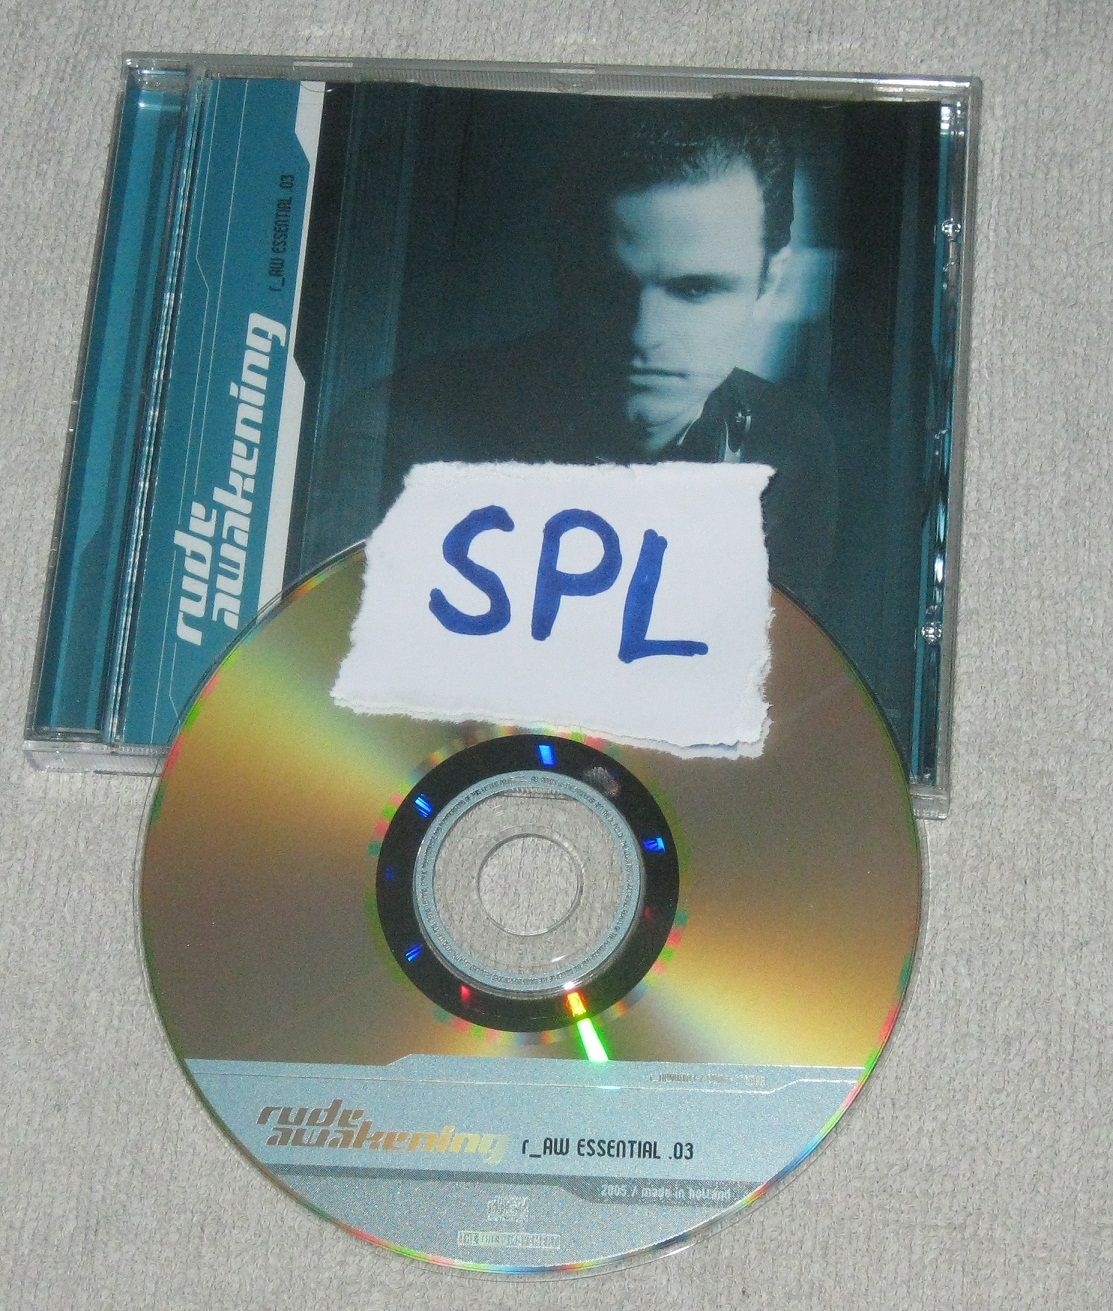 r_AW ESSENTIAL .03
rude
awakening
SPL
rude
awakening r_AW ESSENTIAL .03
2005 / made in holland